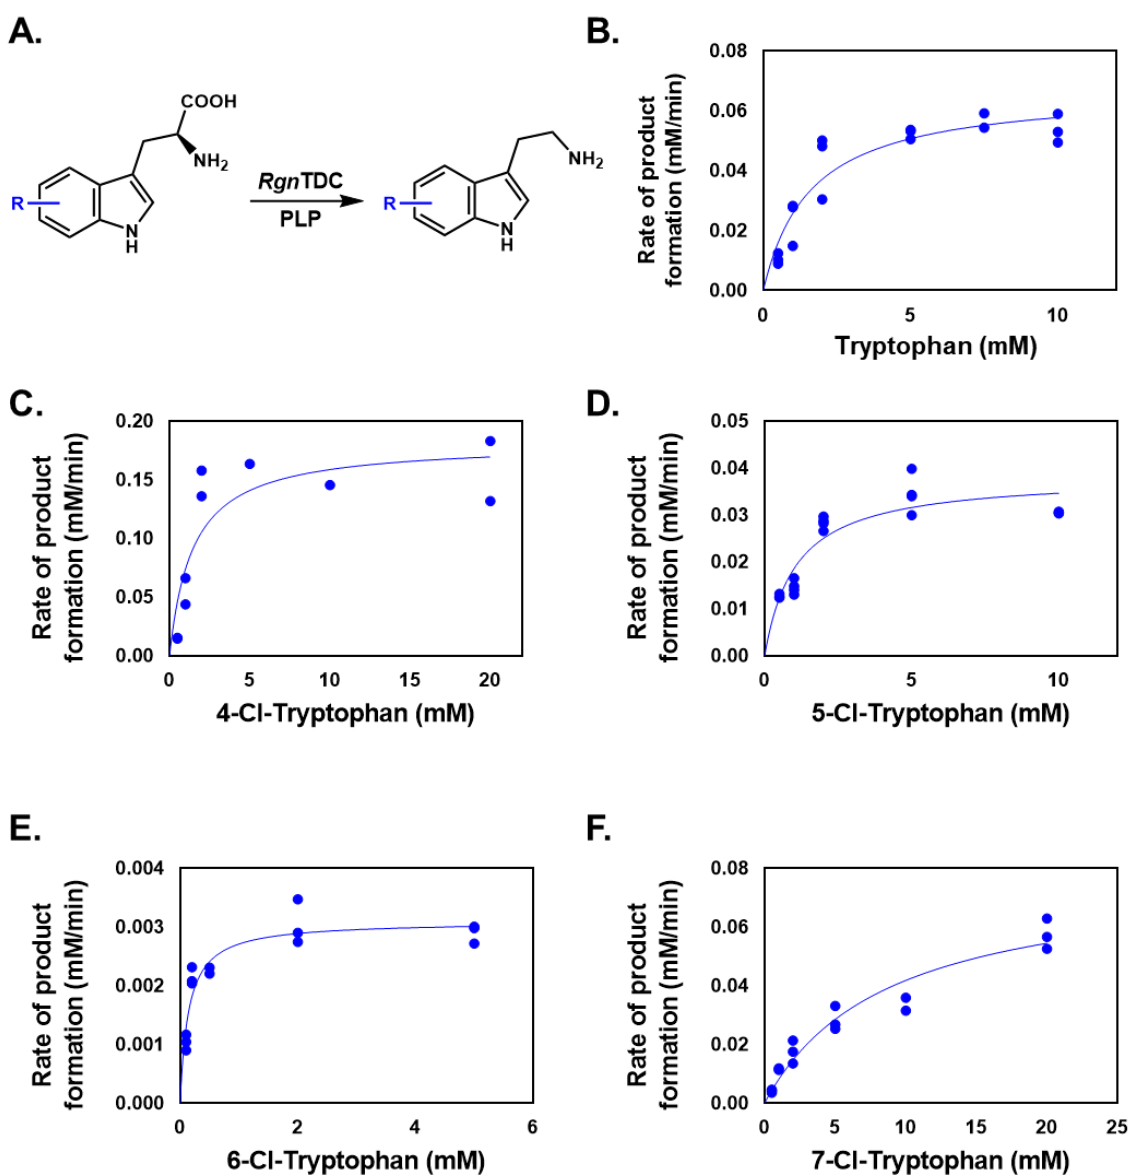 A.
COOH
NH2
R
N
H
RgnTDC
PLP
NH2
R
N
H
B.
Rate of product
formation (mM/min)
0.08
0.06
0.04
0.02
0.00
0 5 10
Tryptophan (mM)
C.
Rate of product
formation (mM/min)
0.20
0.15
0.10
0.05
0.00
0 5 10 15 20
4-Cl-Tryptophan (mM)
D.
Rate of product
formation (mM/min)
0.05
0.04
0.03
0.02
0.01
0.00
0 5 10
5-Cl-Tryptophan (mM)
E.
Rate of product
formation (mM/min)
0.004
0.003
0.002
0.001
0.000
0 2 4 6
6-Cl-Tryptophan (mM)
F.
Rate of product
formation (mM/min)
0.08
0.06
0.04
0.02
0.00
0 5 10 15 20 25
7-Cl-Tryptophan (mM)